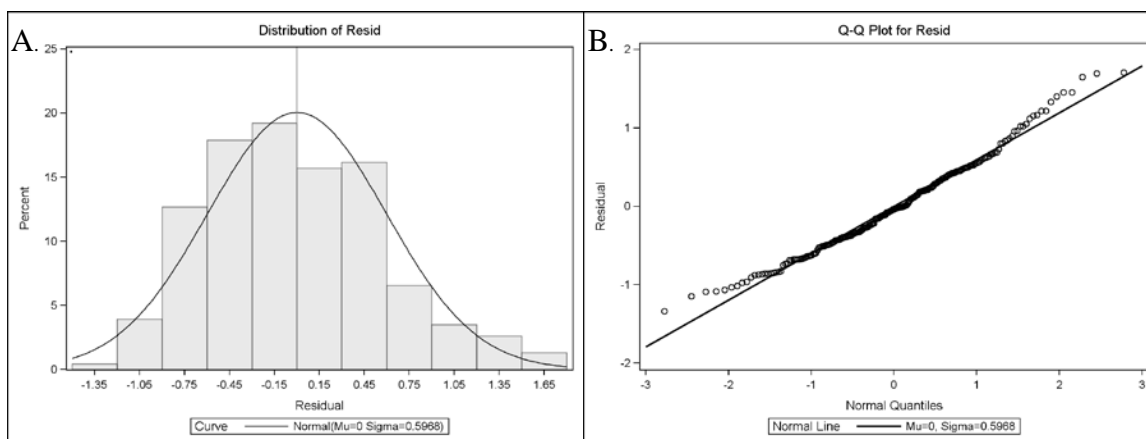 A.
Distribution of Resid
25
20
15
10
5
0
Percent
-1.35 -1.05 -0.75 -0.45 -0.15 0.15 0.45 0.75 1.05 1.35 1.65
Residual
Curve Normal(Mu=0 Sigma=0.5968)
B.
Q-Q Plot for Resid
2
1
0
-1
-2
Residual
-3 -2 -1 0 1 2 3
Normal Quantiles
Normal Line Mu=0, Sigma=0.5968